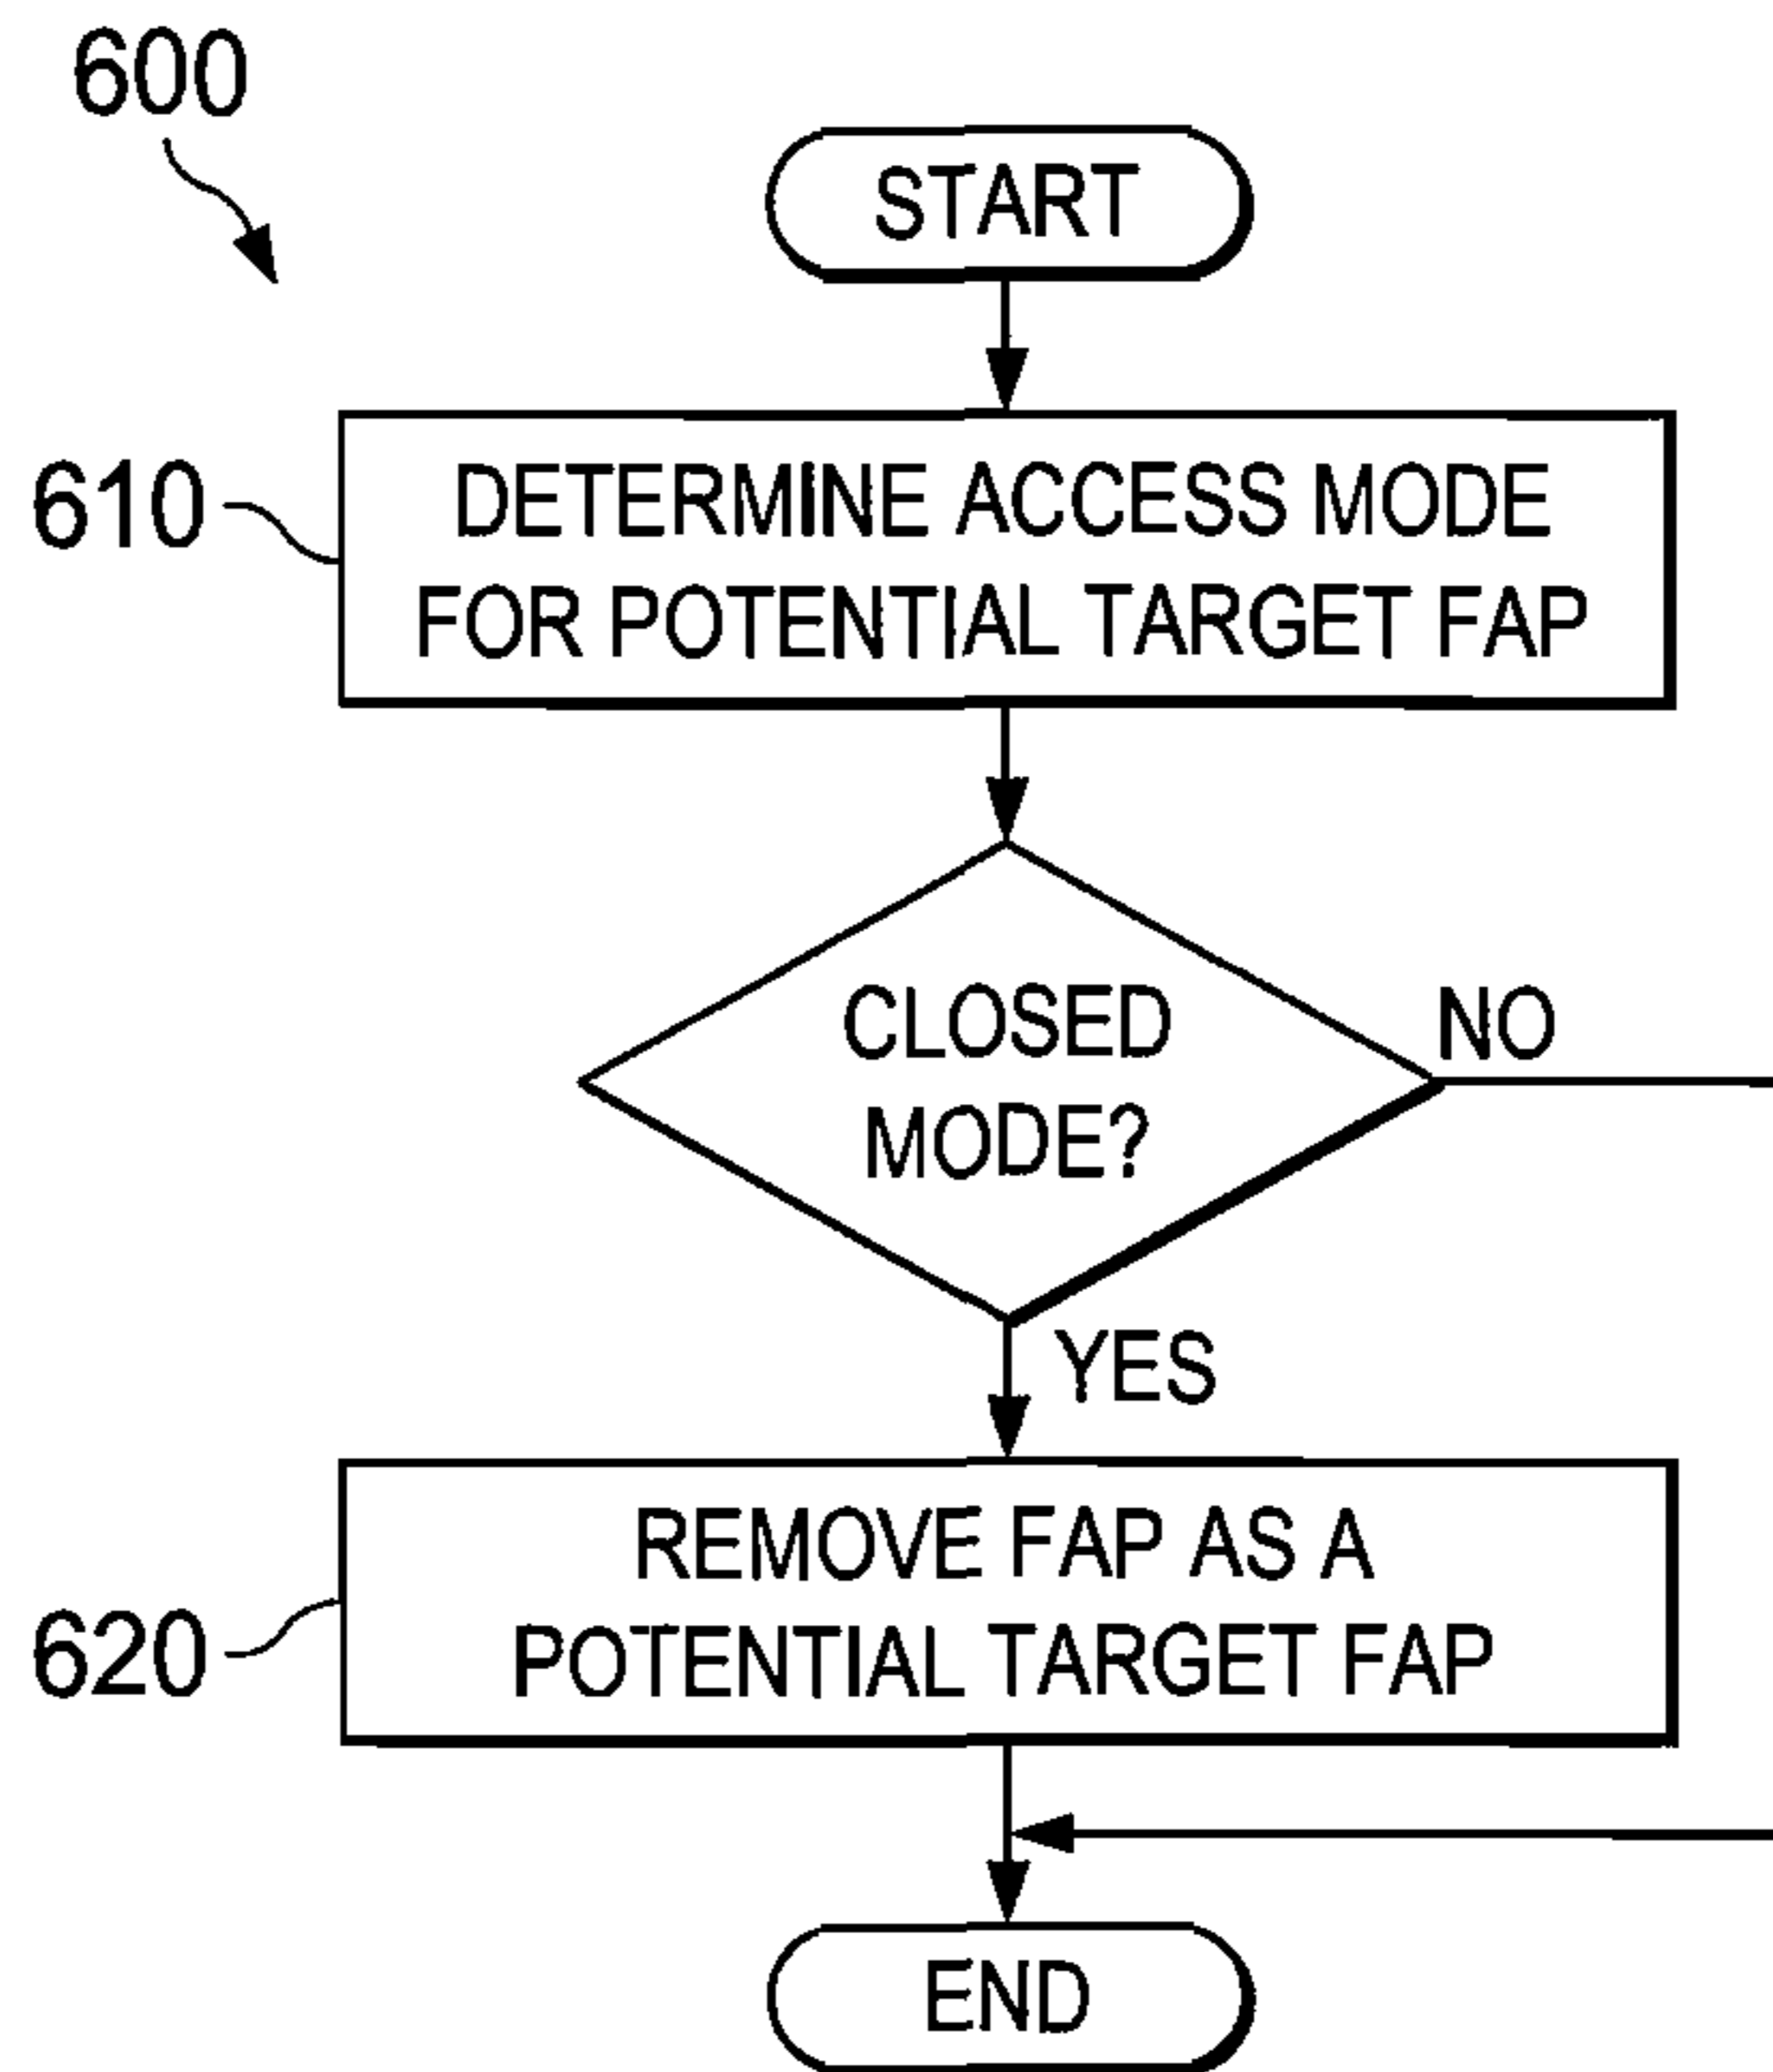 600
START
610
DETERMINE ACCESS MODE
FOR POTENTIAL TARGET FAP
CLOSED
MODE?
NO
YES
620
REMOVE FAP AS A
POTENTIAL TARGET FAP
END